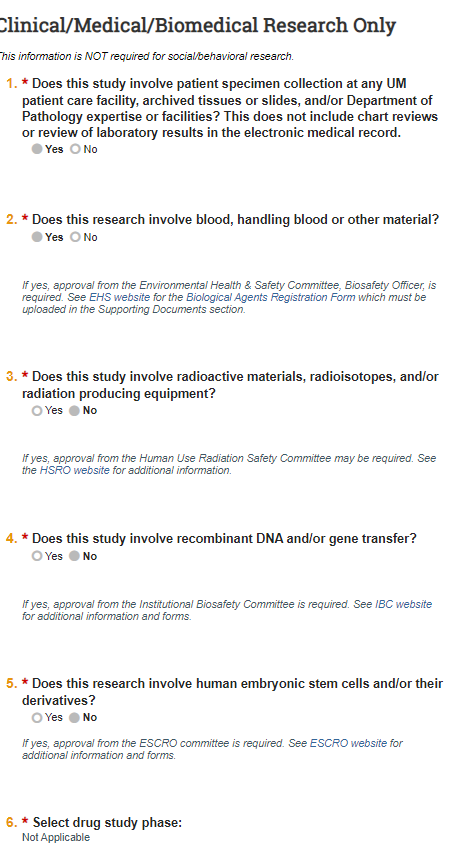 Clinical/Medical/Biomedical Research Only
This information is NOT required for social/behavioral research.
1. * Does this study involve patient specimen collection at any UM
patient care facility, archived tissues or slides, and/or Department of
Pathology expertise or facilities? This does not include chart reviews
or review of laboratory results in the electronic medical record.
Yes No
2. * Does this research involve blood, handling blood or other material?
Yes No
If yes, approval from the Environmental Health & Safety Committee, Biosafety Officer, is
required. See EHS website for the Biological Agents Registration Form which must be
uploaded in the Supporting Documents section.
3. * Does this study involve radioactive materials, radioisotopes, and/or
radiation producing equipment?
Yes No
If yes, approval from the Human Use Radiation Safety Committee may be required. See
the HSRO website for additional information.
4. * Does this study involve recombinant DNA and/or gene transfer?
Yes No
If yes, approval from the Institutional Biosafety Committee is required. See IBC website
for additional information and forms.
5. * Does this research involve human embryonic stem cells and/or their
derivatives?
Yes No
If yes, approval from the ESCRO committee is required. See ESCRO website for
additional information and forms.
6. * Select drug study phase:
Not Applicable